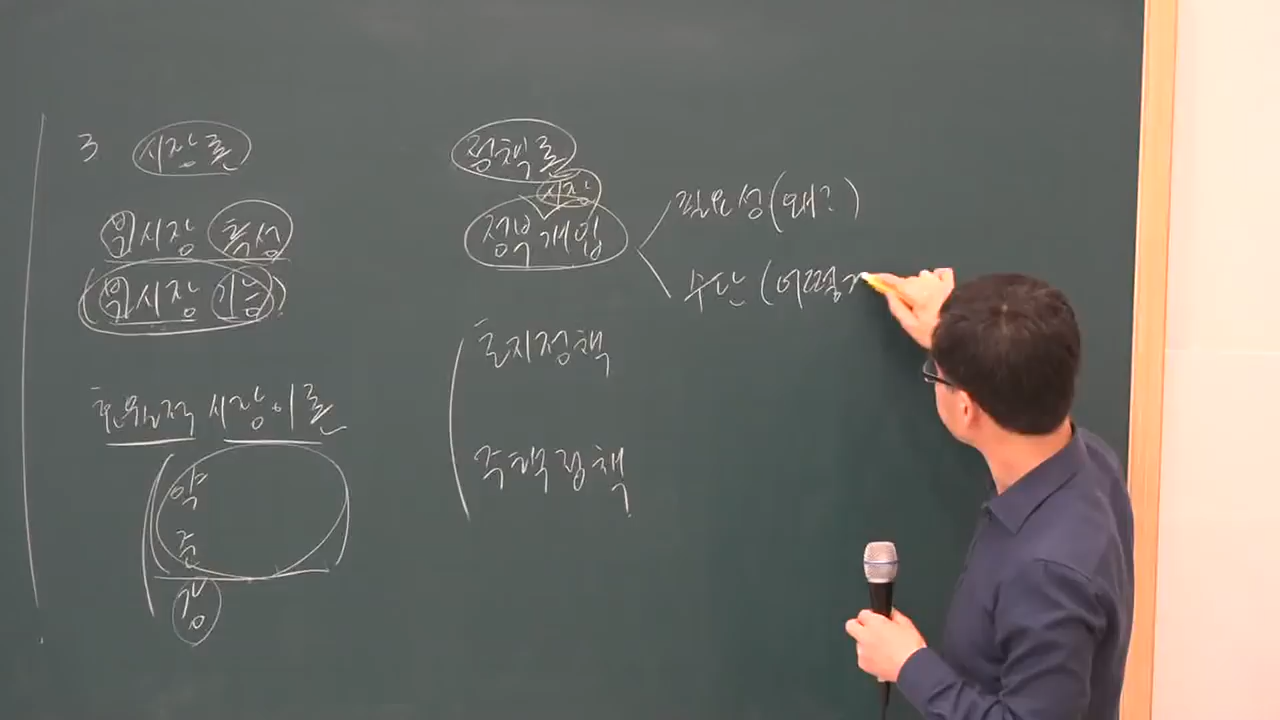 3 시장론
부시장 특성
부시장 기능
효율적 시장이론
약
준
강
정책론
시장
정부개입
필요성(왜?)
수단(어떻게
토지정책
주택정책